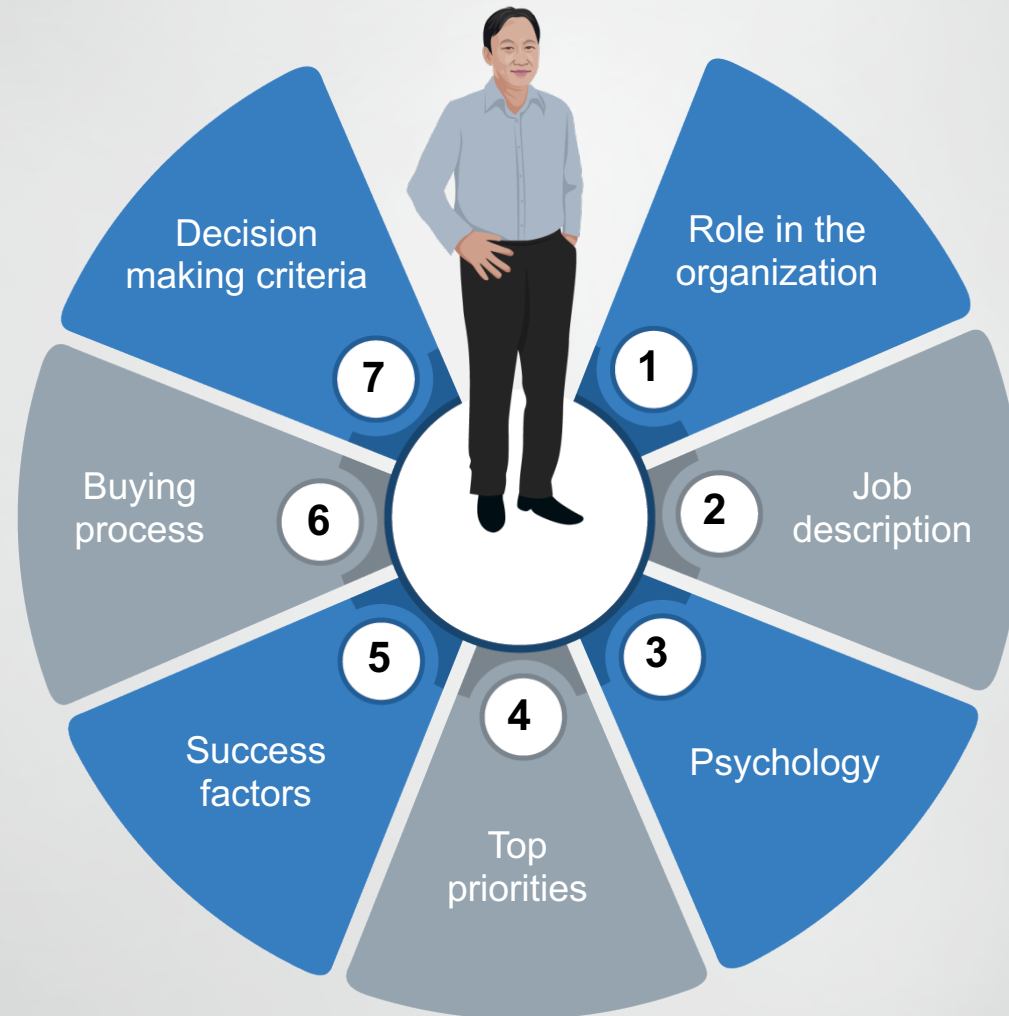 1
Role in the
organization
2
Job
description
3
Psychology
4
Top
priorities
5
Success
factors
6
Buying
process
7
Decision
making criteria